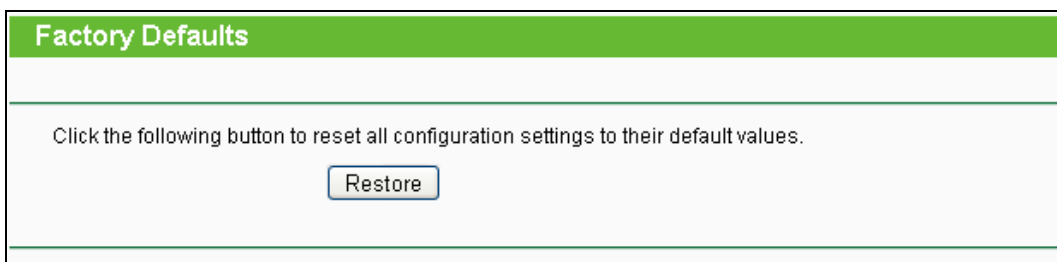 Factory Defaults
Click the following button to reset all configuration settings to their default values.
Restore